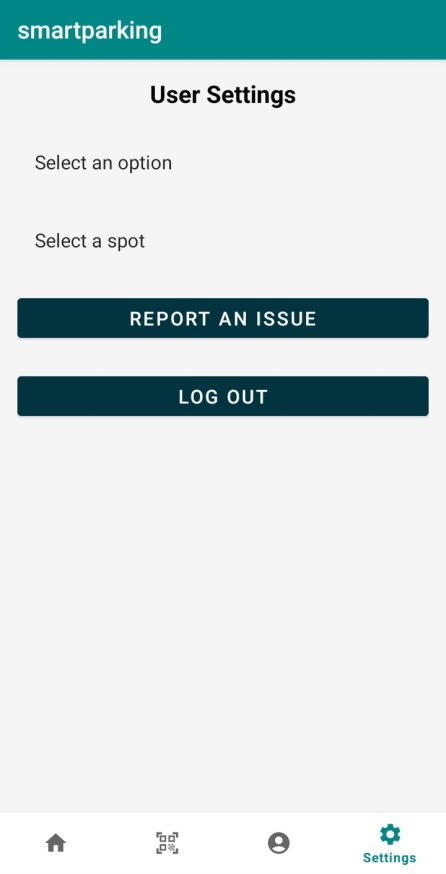 smartparking
User Settings
Select an option
Select a spot
REPORT AN ISSUE
LOG OUT
Settings